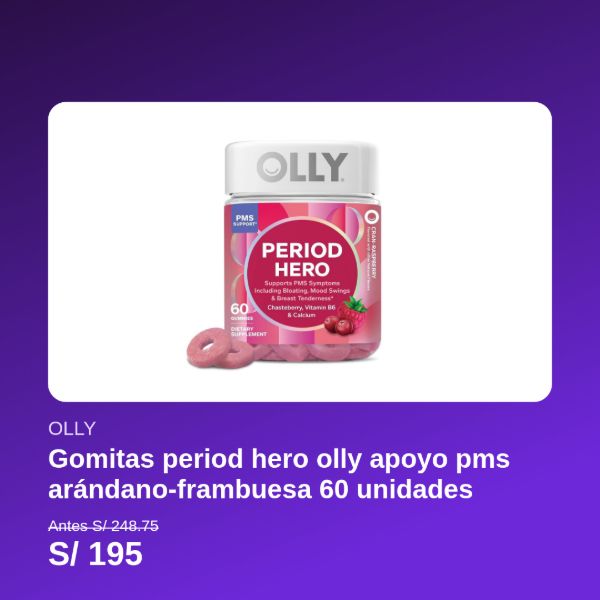 OLLY.
PMS
SUPPORT*
PERIOD
HERO
Supports PMS Symptoms
including Bloating, Mood Swings
& Breast Tenderness*
Chasteberry, Vitamin B6
& Calcium
60
GUMMIES
DIETARY
SUPPLEMENT
CRAN-RASPBERRY
OLLY
Gomitas period hero olly apoyo pms
arándano-frambuesa 60 unidades
Antes S/ 248.75
S/ 195